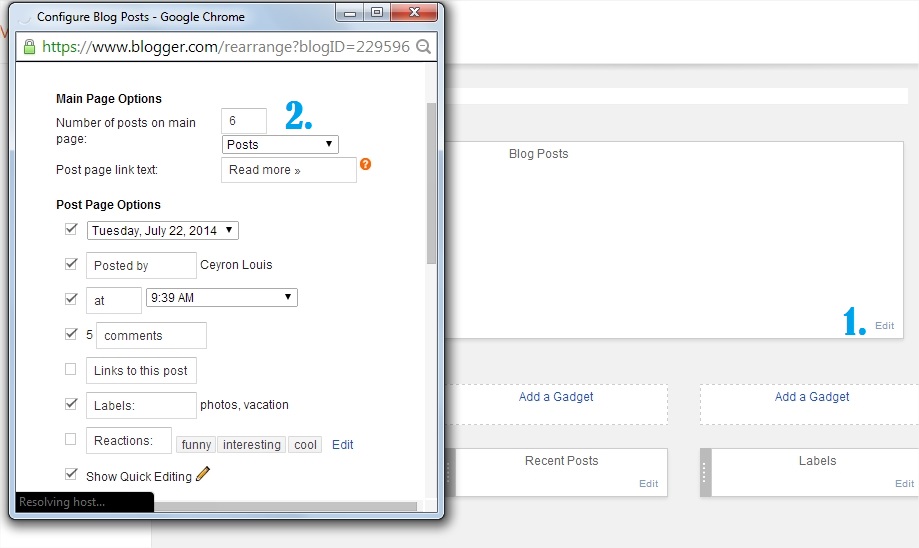 Configure Blog Posts - Google Chrome
https://www.blogger.com/rearrange?blogID=229596
Main Page Options
Number of posts on main page:
6
2.
Posts
Post page link text:
Read more »
?
Post Page Options
Tuesday, July 22, 2014
Posted by Ceyron Louis
at 9:39 AM
5 comments
Links to this post
Labels: photos, vacation
Reactions: funny interesting cool Edit
Show Quick Editing
Resolving host...
Blog Posts
1.
Edit
Add a Gadget
Add a Gadget
Recent Posts
Edit
Labels
Edit